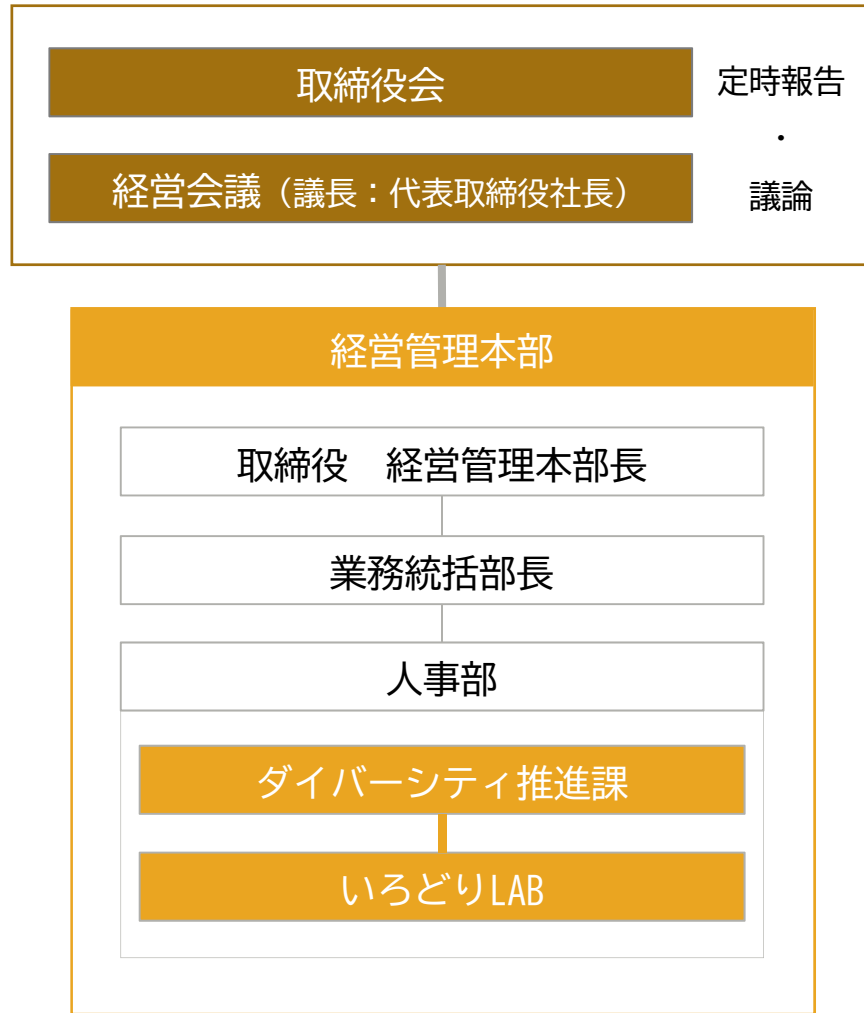 取締役会
経営会議（議長：代表取締役社長）
定時報告
・
議論
経営管理本部
取締役　経営管理本部長
業務統括部長
人事部
ダイバーシティ推進課
いろどりLAB